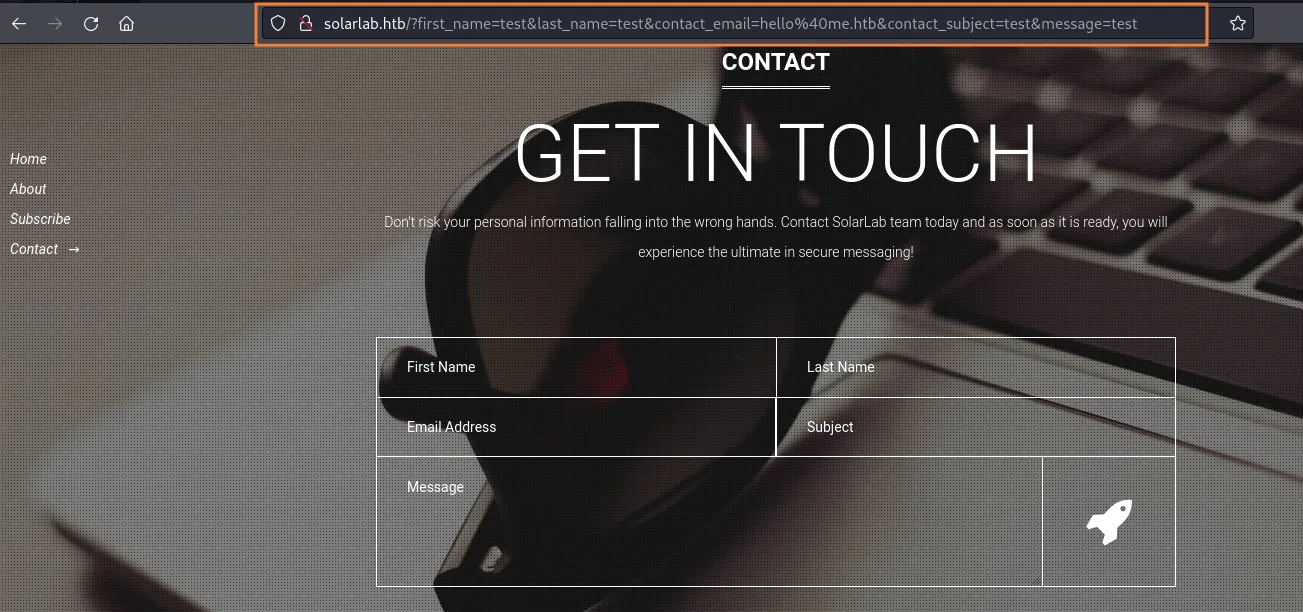 solarlab.htb/?first_name=test&last_name=test&contact_email=hello%40me.htb&contact_subject=test&message=test
CONTACT
GET IN TOUCH
Home
About
Subscribe
Contact →
Don't risk your personal information falling into the wrong hands. Contact SolarLab team today and as soon as it is ready, you will
experience the ultimate in secure messaging!
First Name
Last Name
Email Address
Subject
Message